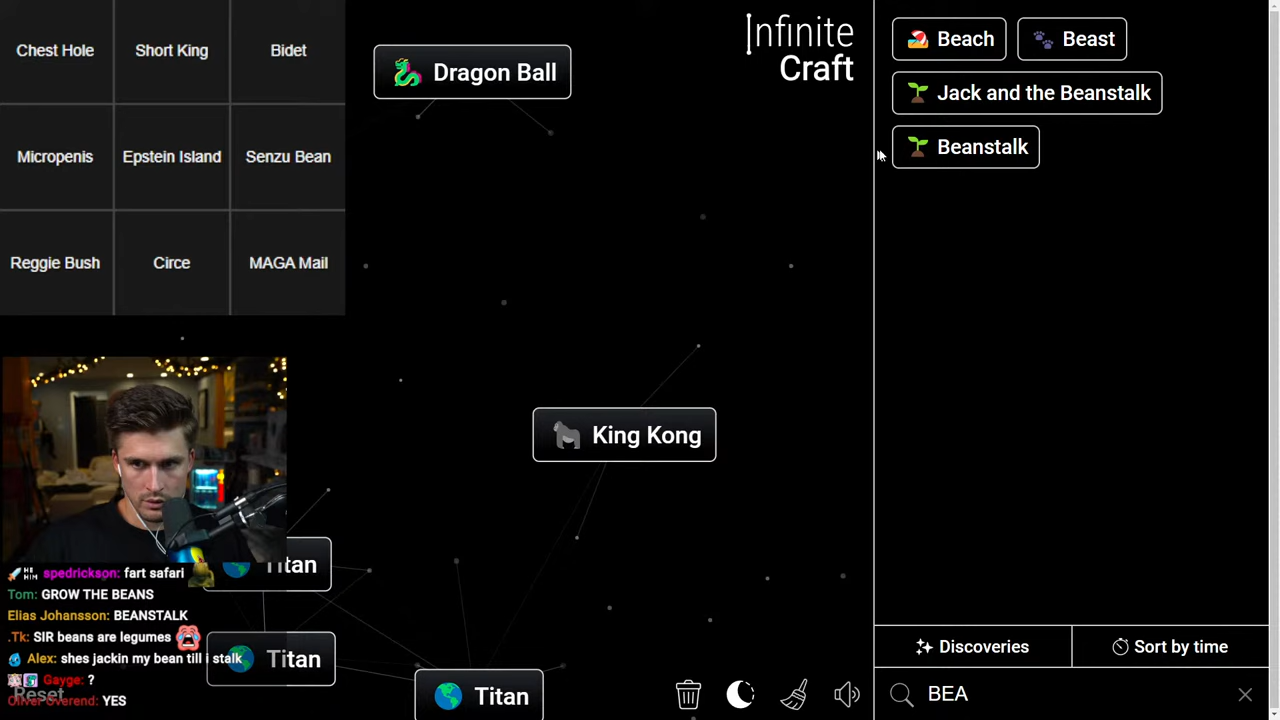 Chest Hole
Short King
Bidet
Micropenis
Epstein Island
Senzu Bean
Reggie Bush
Circe
MAGA Mail
Dragon Ball
Infinite
Craft
King Kong
Titan
Titan
Titan
Beach
Beast
Jack and the Beanstalk
Beanstalk
spedrickson: fart safari
Tom: GROW THE BEANS
Elias Johansson: BEANSTALK
.Tk: SIR beans are legumes
Alex: shes jackin my bean till i stalk
Gayge: ?
Oliver Overend: YES
Reset
Discoveries
Sort by time
BEA